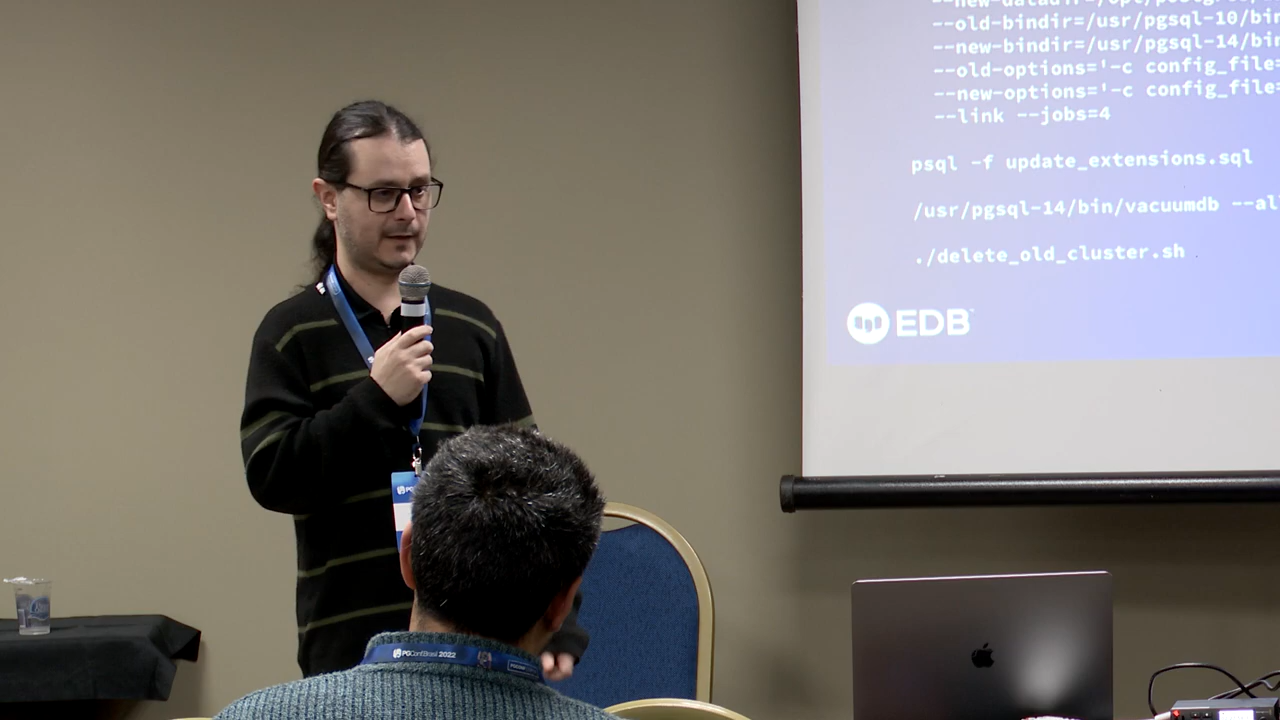 --old-bindir=/usr/pgsql-10/bin
--new-bindir=/usr/pgsql-14/bin
--old-options='-c config_file=
--new-options='-c config_file=
--link --jobs=4
psql -f update_extensions.sql
/usr/pgsql-14/bin/vacuumdb --al
./delete_old_cluster.sh
EDB
PGConf.Brasil 2022